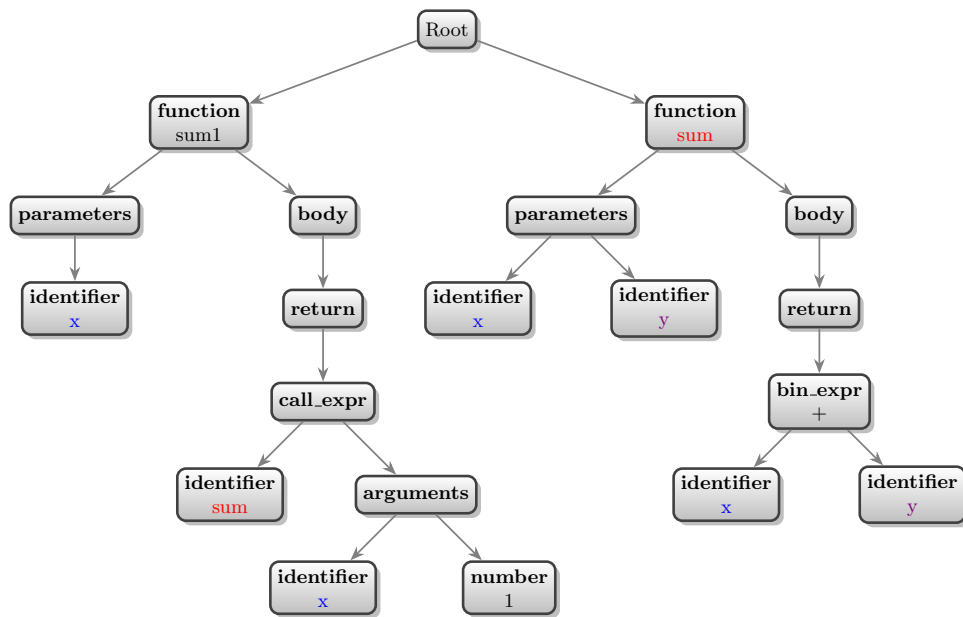 Root
function
sum1
function
sum
parameters
body
parameters
body
identifier
x
return
identifier
x
identifier
y
return
call_expr
bin_expr
+
identifier
sum
arguments
identifier
x
identifier
y
identifier
x
number
1